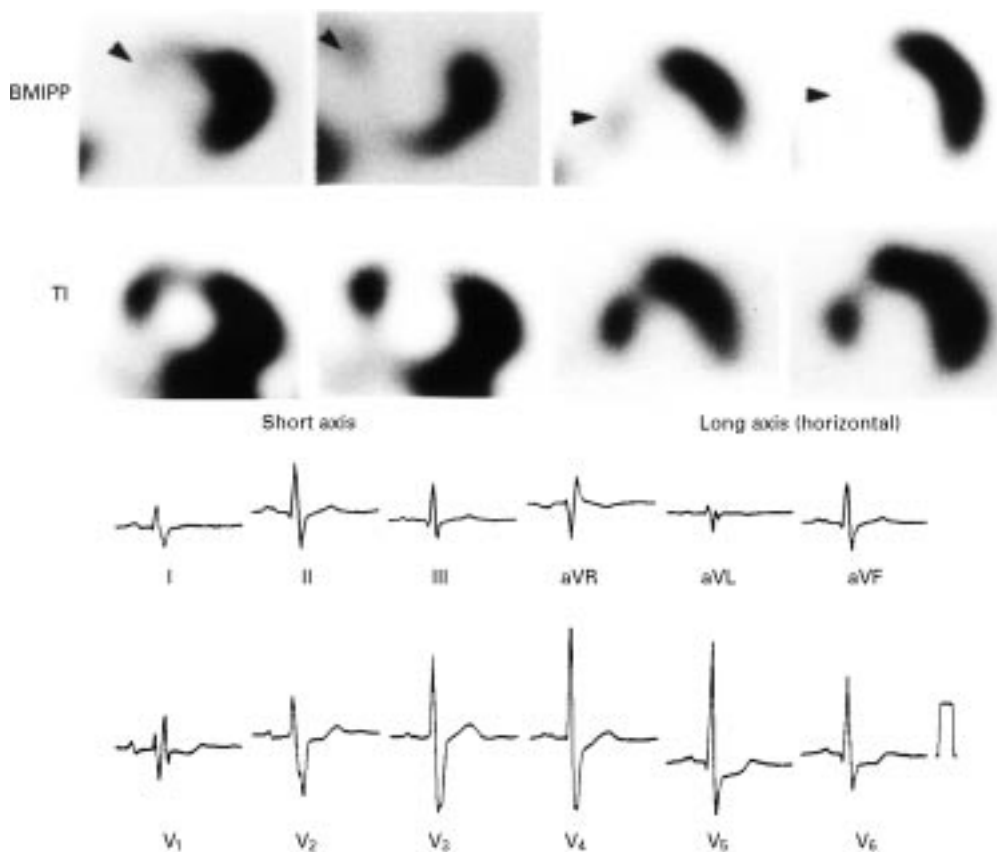 BMIPP
Tl
Short axis Long axis (horizontal)
I II III aVR aVL aVF
V₁ V₂ V₃ V₄ V₅ V₆